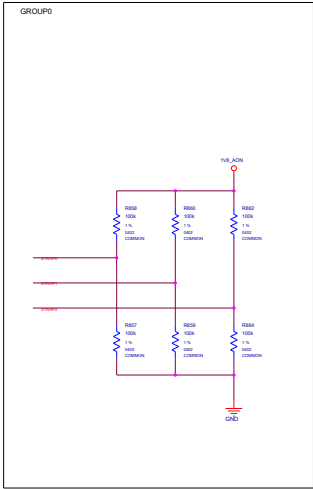 GROUP0
1V8_AON
R858
100k
1%
0402
COMMON
R860
100k
1%
0402
COMMON
R862
100k
1%
0402
COMMON
R857
100k
1%
0402
COMMON
R859
100k
1%
0402
COMMON
R864
100k
1%
0402
COMMON
GND